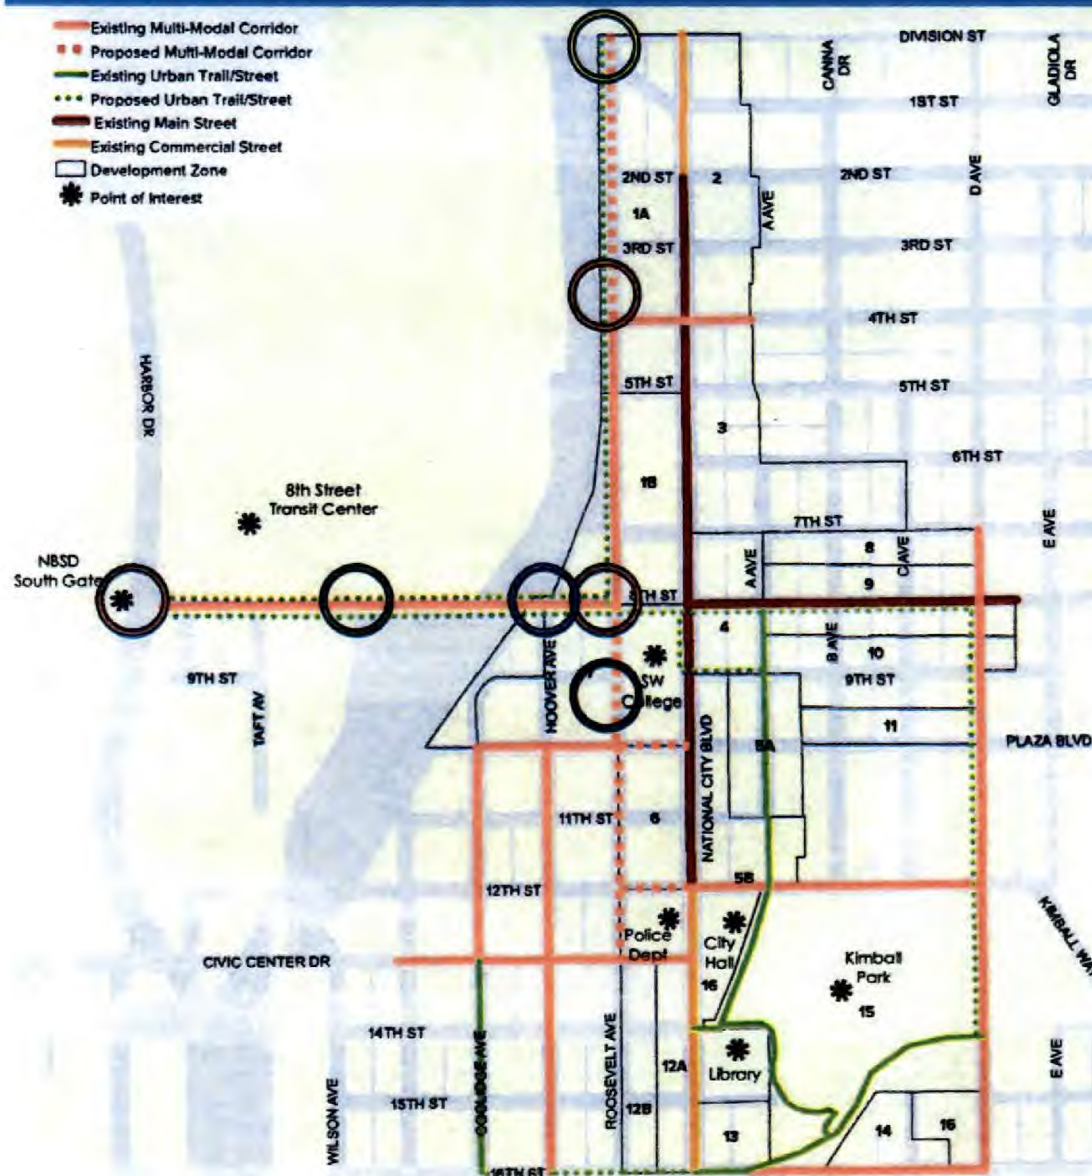 Existing Multi-Modal Corridor
Proposed Multi-Modal Corridor
Existing Urban Trail/Street
Proposed Urban Trail/Street
Existing Main Street
Existing Commercial Street
Development Zone
Point of Interest
DIVISION ST
CANNA
DR
GLADIOLA
DR
1ST ST
2ND ST
2
2ND ST
D AVE
1A
A AVE
3RD ST
3RD ST
4TH ST
HARBOR DR
5TH ST
5TH ST
3
6TH ST
1B
8th Street
Transit Center
7TH ST
E AVE
NBSD
South Gate
A AVE
8
C AVE
9
8TH ST
4
B AVE
10
HOOVER AVE
SW
College
9TH ST
9TH ST
TAFT AV
11
NATIONAL CITY BLVD
5A
PLAZA BLVD
11TH ST
6
12TH ST
5B
Police
Dept
City
Hall
16
Kimball
Park
15
KIMBALL WAY
CIVIC CENTER DR
14TH ST
COOLIDGE AVE
ROOSEVELT AVE
12A
Library
E AVE
WILSON AVE
15TH ST
12B
13
14
16
16TH ST